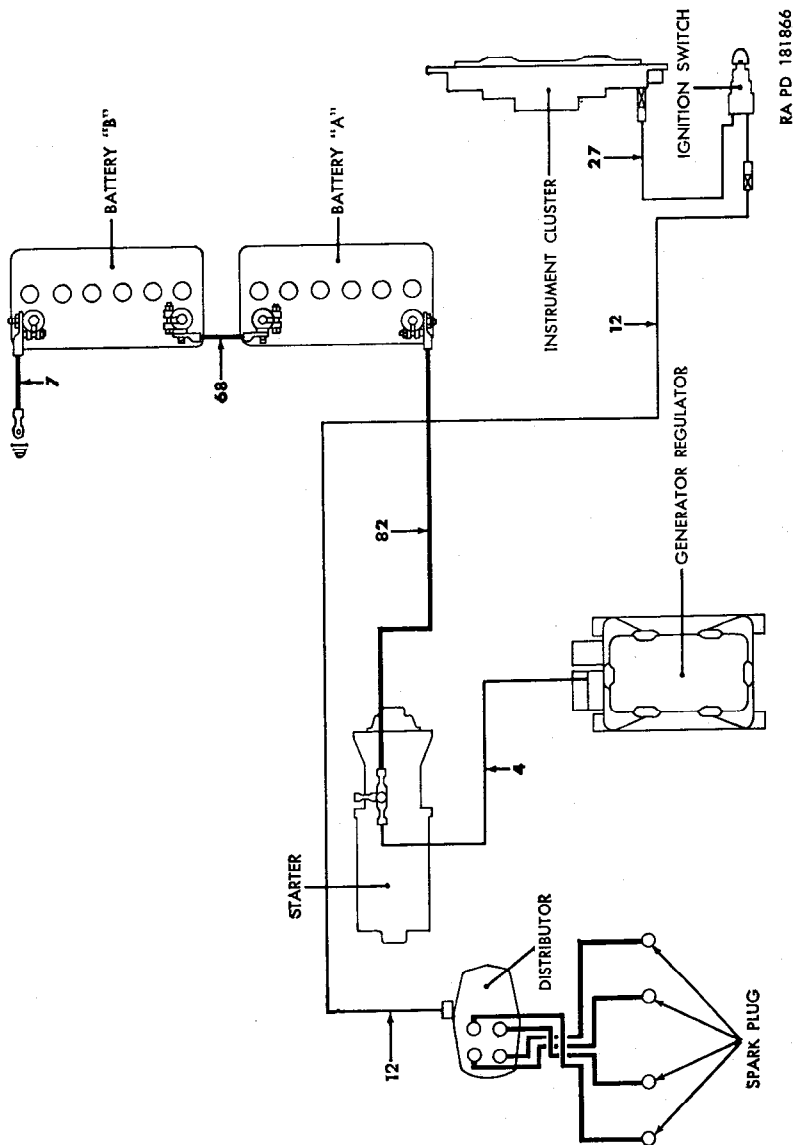 BATTERY "B"
BATTERY "A"
INSTRUMENT CLUSTER
IGNITION SWITCH
7
68
82
27
12
STARTER
4
GENERATOR REGULATOR
DISTRIBUTOR
12
SPARK PLUG
RA PD 181866